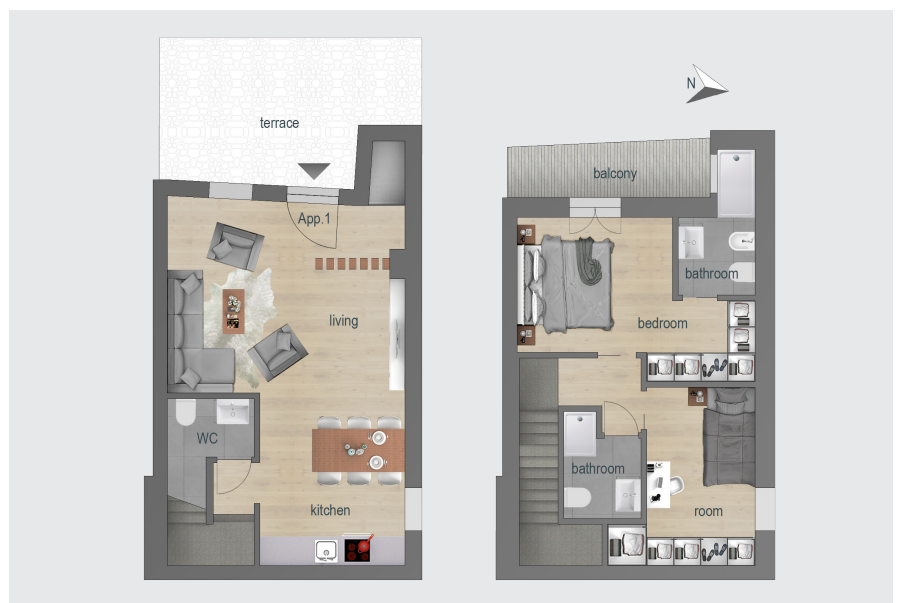 terrace
App.1
living
WC
kitchen
N
balcony
bathroom
bedroom
bathroom
room